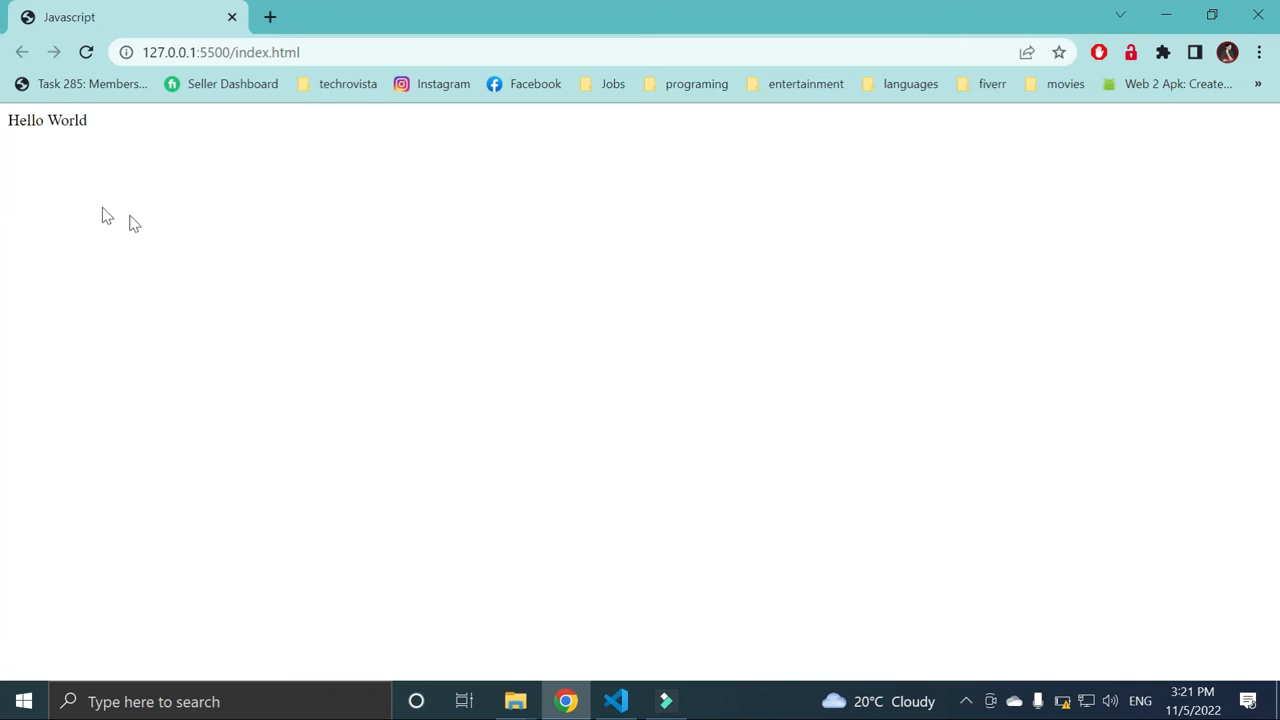 Javascript
127.0.0.1:5500/index.html
Task 285: Members... Seller Dashboard techrovista Instagram Facebook Jobs programing entertainment languages fiverr movies Web 2 Apk: Create... »
Hello World
Type here to search 20°C Cloudy ENG 3:21 PM
11/5/2022